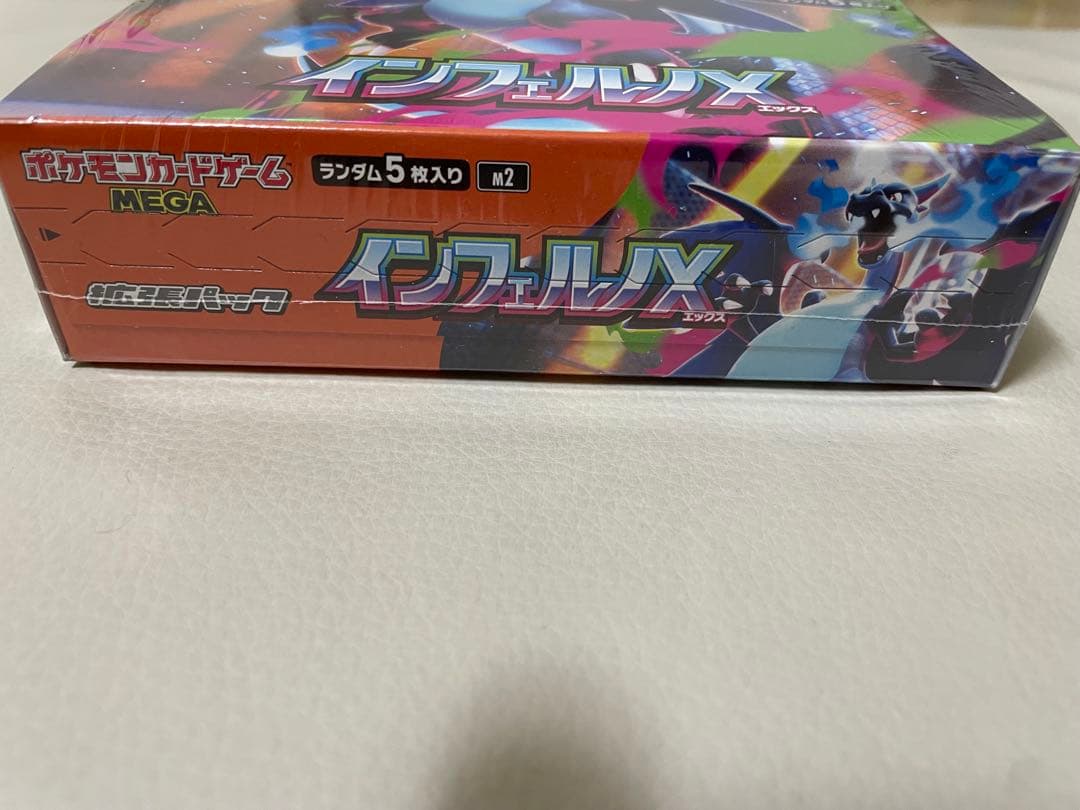 インフェルノX
エックス
ポケモンカードゲーム
MEGA
ランダム5枚入り
M2
拡張パック
インフェルノX
エックス